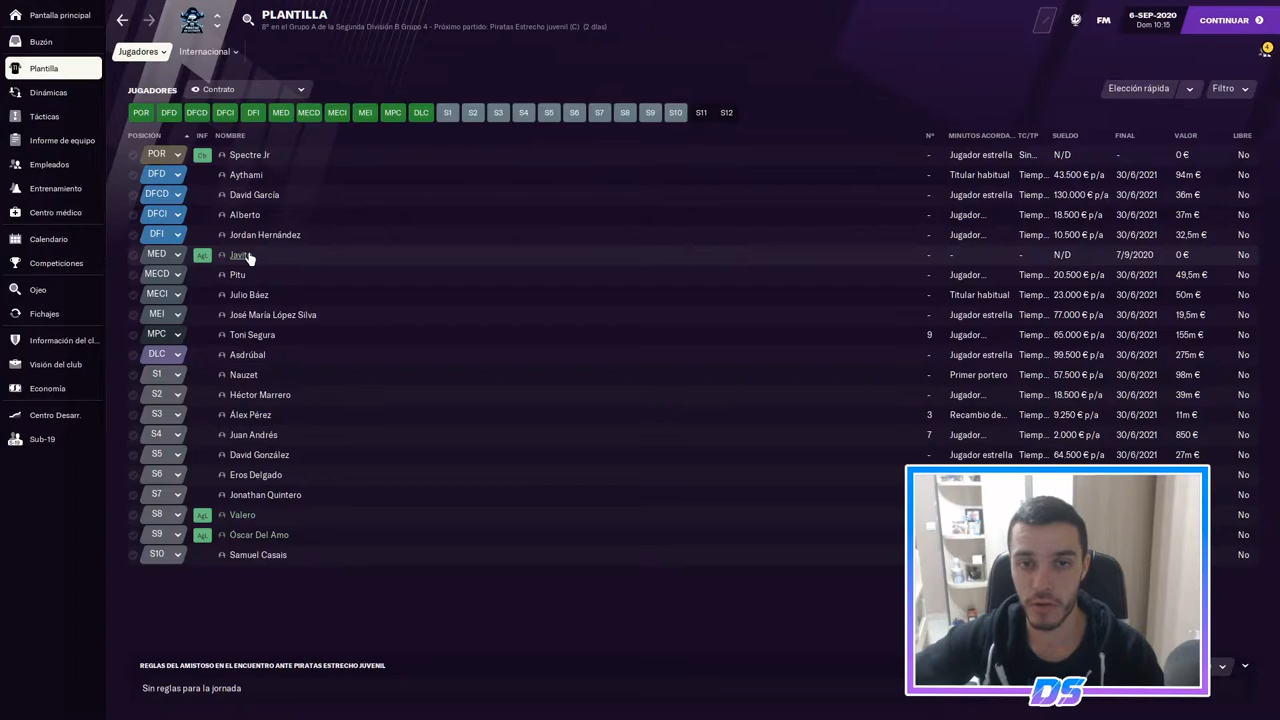 Pantalla principal
Buzón
Plantilla
Dinámicas
Tácticas
Informe de equipo
Empleados
Entrenamiento
Centro médico
Calendario
Competiciones
Ojeo
Fichajes
Información del cl...
Visión del club
Economía
Centro Desarr.
Sub-19
PLANTILLA
8º en el Grupo A de la Segunda División B Grupo 4 - Próximo partido: Piratas Estrecho juvenil (C) (2 días)
FM
6-SEP-2020
Dom 10:15
CONTINUAR
4
Jugadores
Internacional
JUGADORES
Contrato
Elección rápida
Filtro
POR DFD DFCD DFCI DFI MED MECD MECI MEI MPC DLC S1 S2 S3 S4 S5 S6 S7 S8 S9 S10 S11 S12
POSICIÓN INF NOMBRE Nº MINUTOS ACORDA... TC/TP SUELDO FINAL VALOR LIBRE
POR Spectre Jr - Jugador estrella Sin... N/D - 0 € No
DFD Aythami - Titular habitual Tiemp... 43.500 € p/a 30/6/2021 94m € No
DFCD David García - Jugador estrella Tiemp... 130.000 € p/a 30/6/2021 36m € No
DFCI Alberto - Jugador... Tiemp... 18.500 € p/a 30/6/2021 37m € No
DFI Jordan Hernández - Jugador... Tiemp... 10.500 € p/a 30/6/2021 32,5m € No
MED AgL - - - N/D 7/9/2020 0 € No
MECD Pitu - Jugador... Tiemp... 20.500 € p/a 30/6/2021 49,5m € No
MECI Julio Báez - Titular habitual Tiemp... 23.000 € p/a 30/6/2021 50m € No
MEI José María López Silva - Jugador... Tiemp... 77.000 € p/a 30/6/2021 19,5m € No
MPC Toni Segura 9 Jugador... Tiemp... 65.000 € p/a 30/6/2021 155m € No
DLC Asdrúbal - Jugador estrella Tiemp... 99.500 € p/a 30/6/2021 275m € No
S1 Nauzet - Primer portero Tiemp... 57.500 € p/a 30/6/2021 98m € No
S2 Héctor Marrero - Jugador... Tiemp... 18.500 € p/a 30/6/2021 39m € No
S3 Álex Pérez 3 Recambio de... Tiemp... 9.250 € p/a 30/6/2021 11m € No
S4 Juan Andrés 7 Jugador... Tiemp... 2.000 € p/a 30/6/2021 850 € No
S5 David González - Jugador estrella Tiemp... 64.500 € p/a 30/6/2021 27m € No
S6 Eros Delgado No
S7 Jonathan Quintero No
S8 AgL Valero No
S9 AgL Óscar Del Amo No
S10 Samuel Casais No
REGLAS DEL AMISTOSO EN EL ENCUENTRO ANTE PIRATAS ESTRECHO JUVENIL
Sin reglas para la jornada
DS